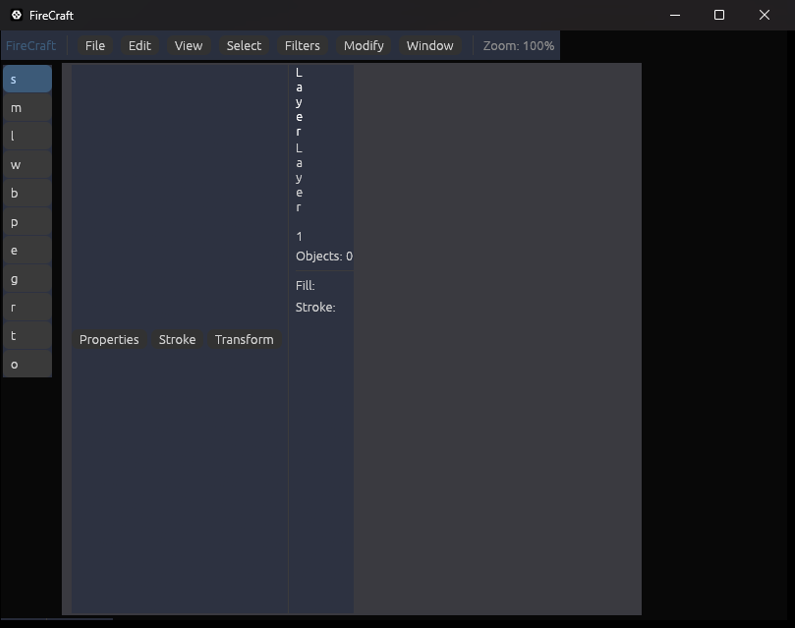 FireCraft
FireCraft File Edit View Select Filters Modify Window Zoom: 100%
s
m
l
w
b
p
e
g
r
t
o
Properties Stroke Transform
L
a
y
e
r
L
a
y
e
r
1
Objects: 0
Fill:
Stroke: